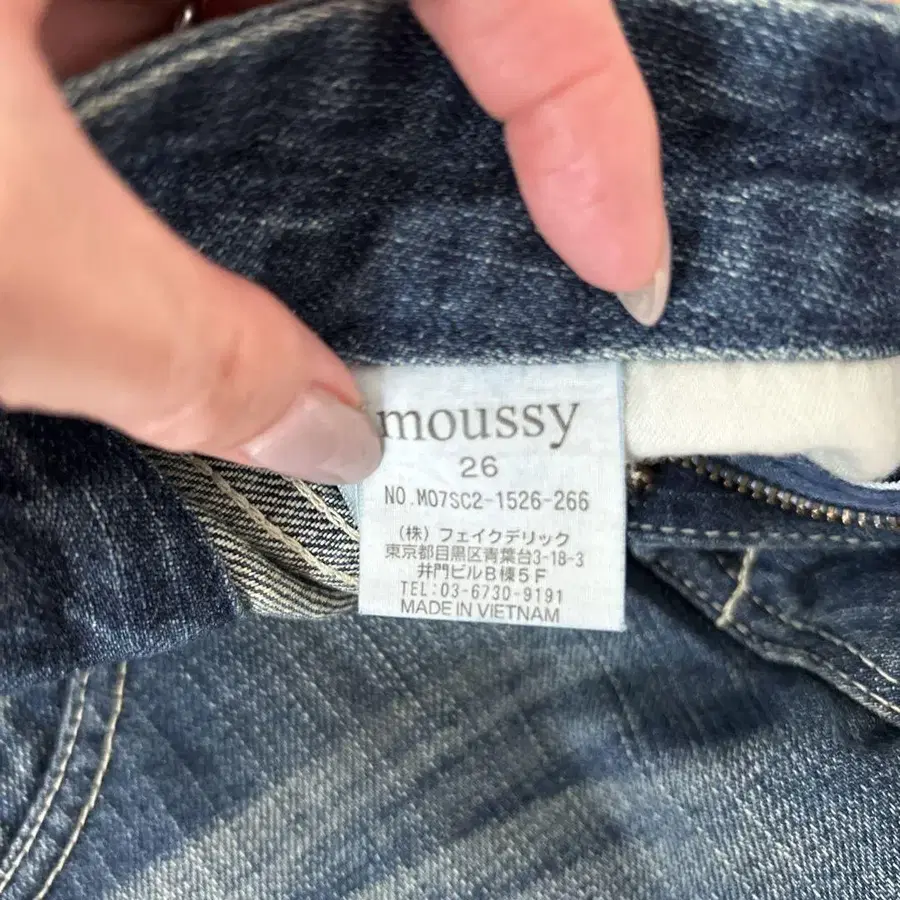 moussy
26
NO.M07SC2-1526-266
(株)フェイクデリック
東京都目黒区青葉台3-18-3
井門ビルB棟5F
TEL:03-6730-9191
MADE IN VIETNAM